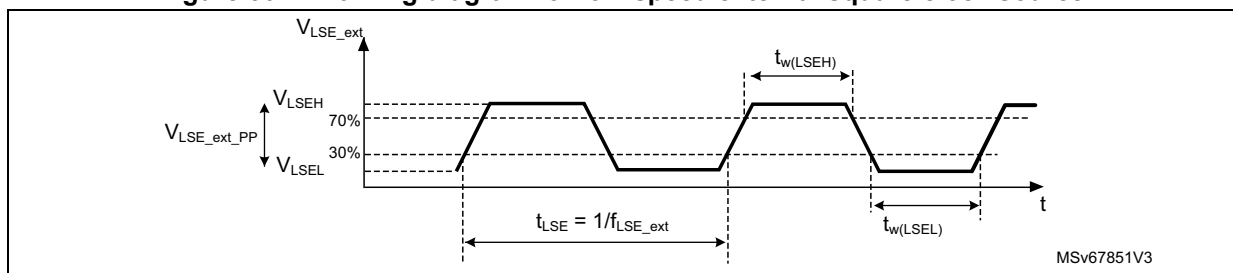 V_LSE_ext
t_w(LSEH)
V_LSEH
70%
V_LSE_ext_PP
30%
V_LSEL
t
t_LSE = 1/f_LSE_ext
t_w(LSEL)
MSv67851V3